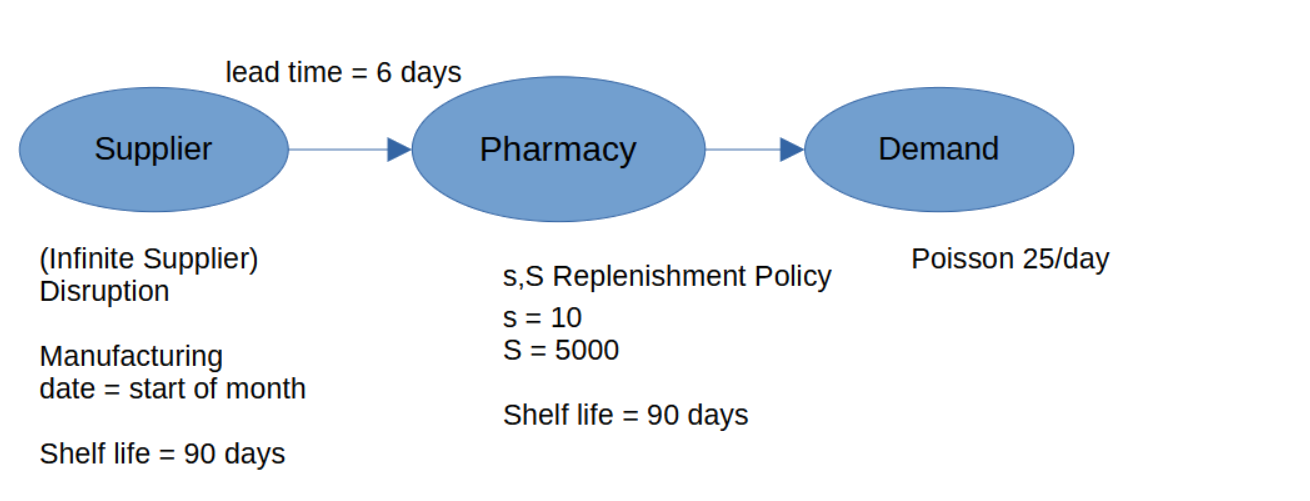 lead time = 6 days
Supplier
Pharmacy
Demand
(Infinite Supplier)
Disruption
Manufacturing
date = start of month
Shelf life = 90 days
s,S Replenishment Policy
s = 10
S = 5000
Shelf life = 90 days
Poisson 25/day